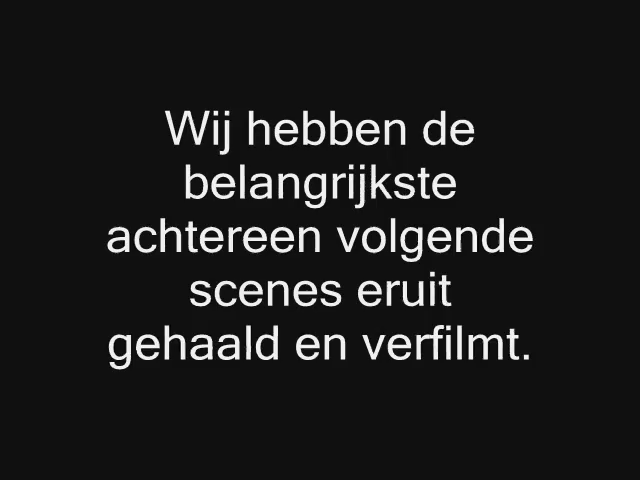 Wij hebben de
belangrijkste
achtereen volgende
scenes eruit
gehaald en verfilmt.